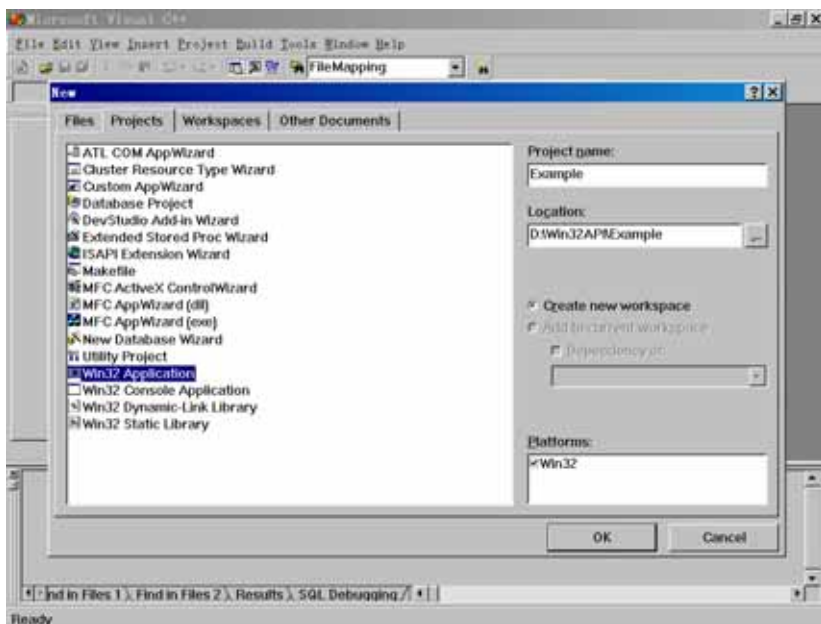 Microsoft Visual C++
File Edit View Insert Project Build Tools Window Help
FileMapping
New
Files Projects Workspaces Other Documents
ATL COM AppWizard
Cluster Resource Type Wizard
Custom AppWizard
Database Project
DevStudio Add-in Wizard
Extended Stored Proc Wizard
ISAPI Extension Wizard
Makefile
MFC ActiveX ControlWizard
MFC AppWizard (dll)
MFC AppWizard (exe)
New Database Wizard
Utility Project
Win32 Application
Win32 Console Application
Win32 Dynamic-Link Library
Win32 Static Library
Project name:
Example
Location:
D:\Win32API\Example
...
Create new workspace
Add to current workspace
Dependency of:
Platforms:
Win32
OK Cancel
nd in Files 1 Find in Files 2 Results SQL Debugging
Ready